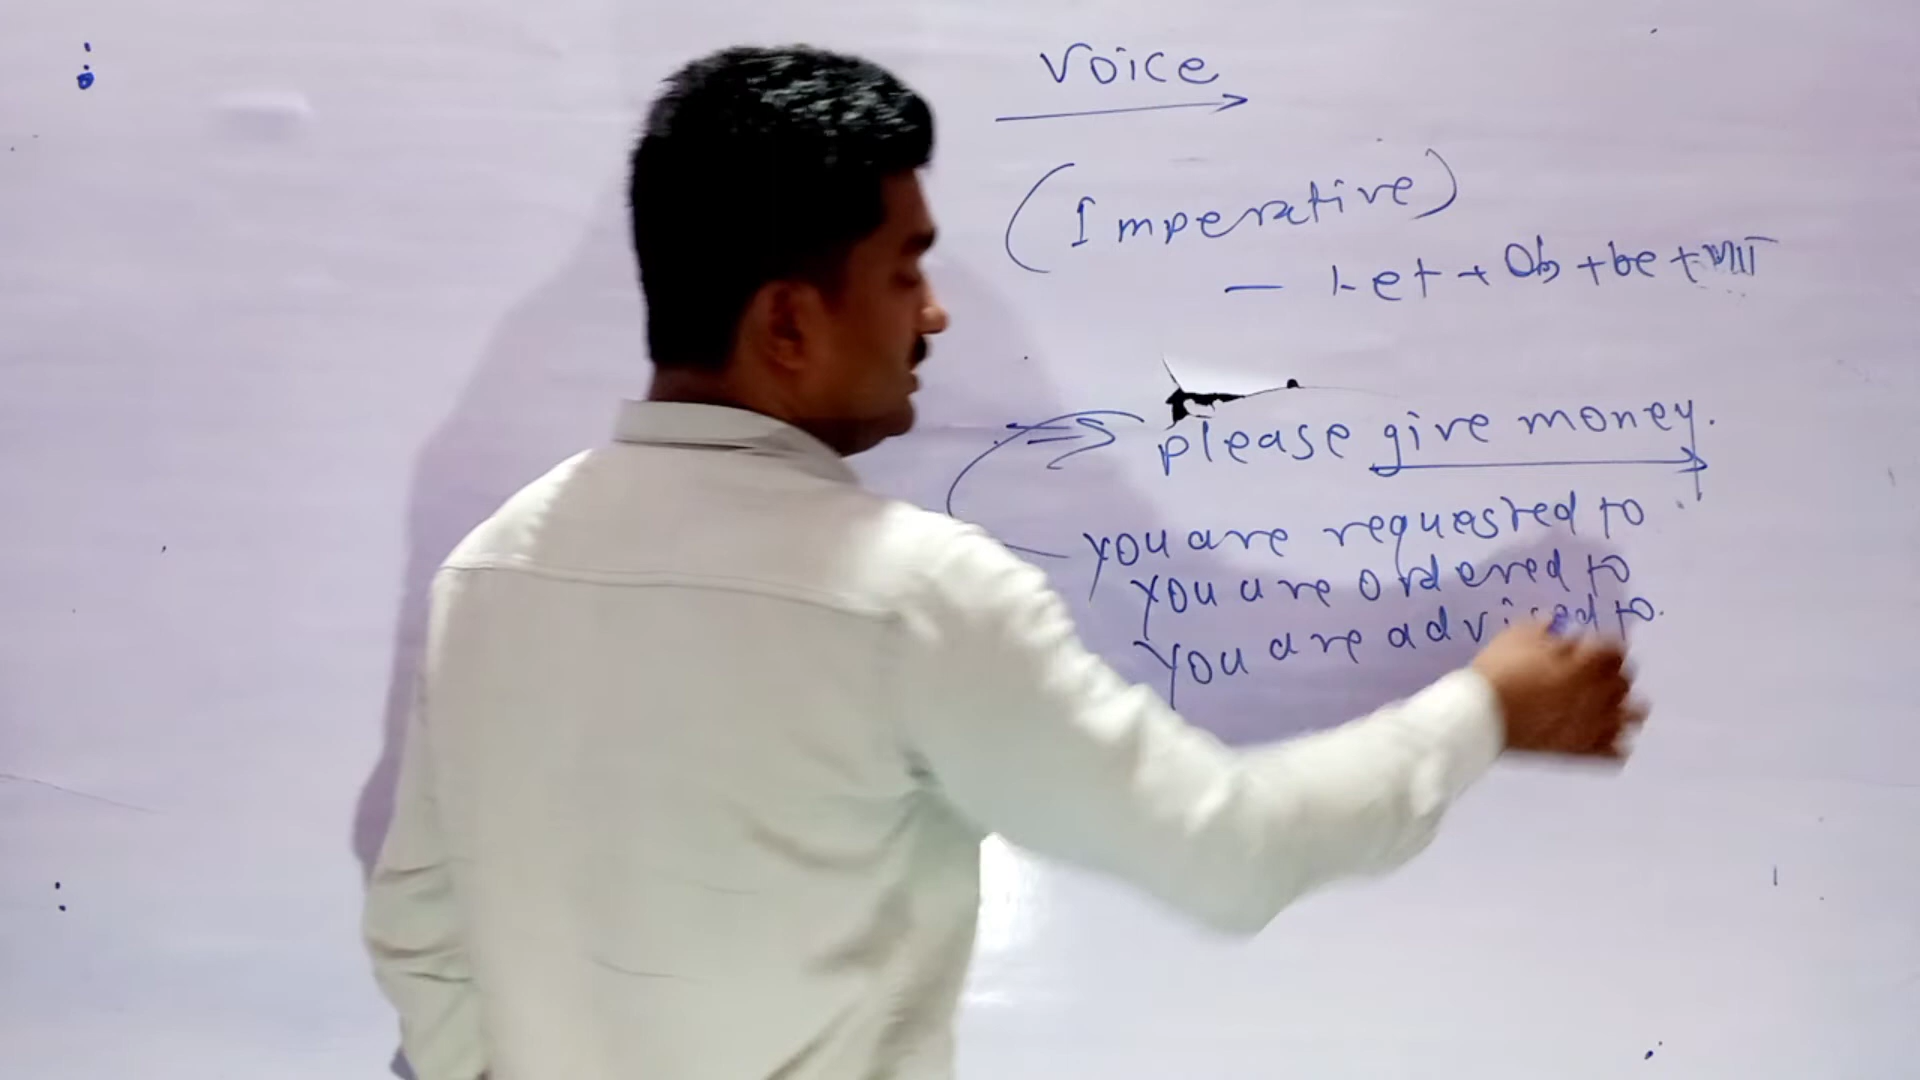 Voice
(Imperative)
- Let + Ob + be + VIII
please give money.
you are requested to
you are ordered to
you are advised to.